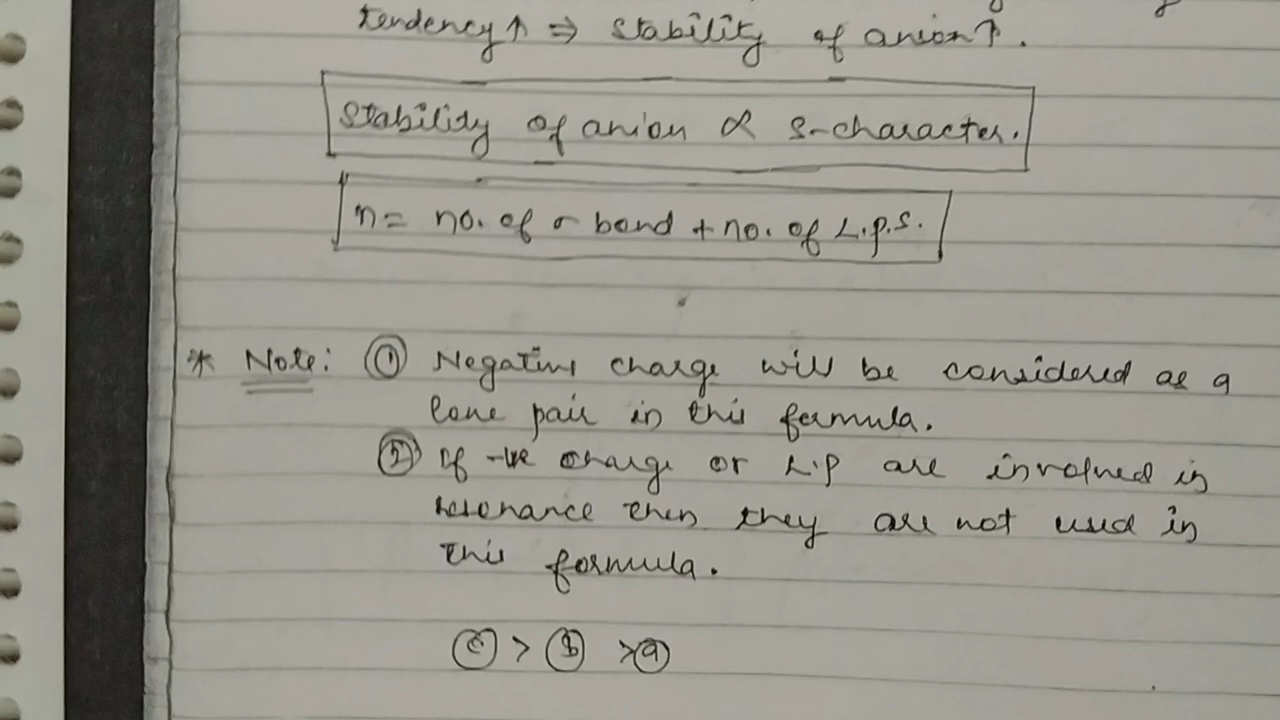 tendency↑ ⇒ stability of anion↑.
Stability of anion ∝ s-character.
n = no. of σ bond + no. of L.p.s.
* Note: ① Negative charge will be considered as a
lone pair in this formula.
② If -ve charge or L.P are involved in
resonance then they are not used in
this formula.
ⓒ > ⓑ > ⓐ